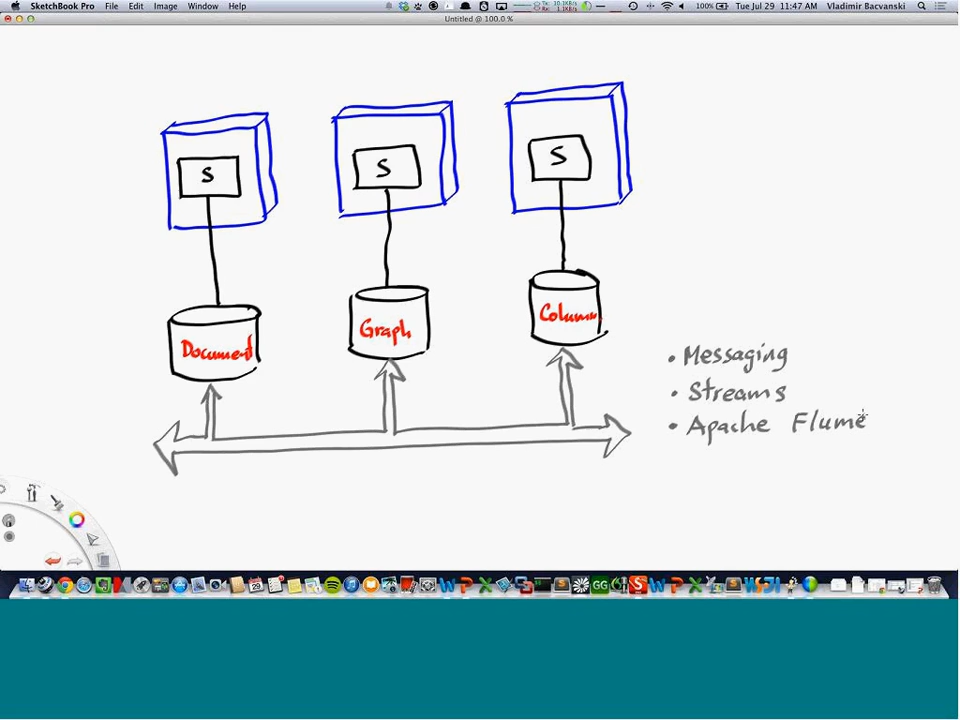 SketchBook Pro File Edit Image Window Help 100% Tue Jul 29 11:47 AM Vladimir Bacvanski
Untitled @ 100.0 %
S S S
Document Graph Column
• Messaging
• Streams
• Apache Flume